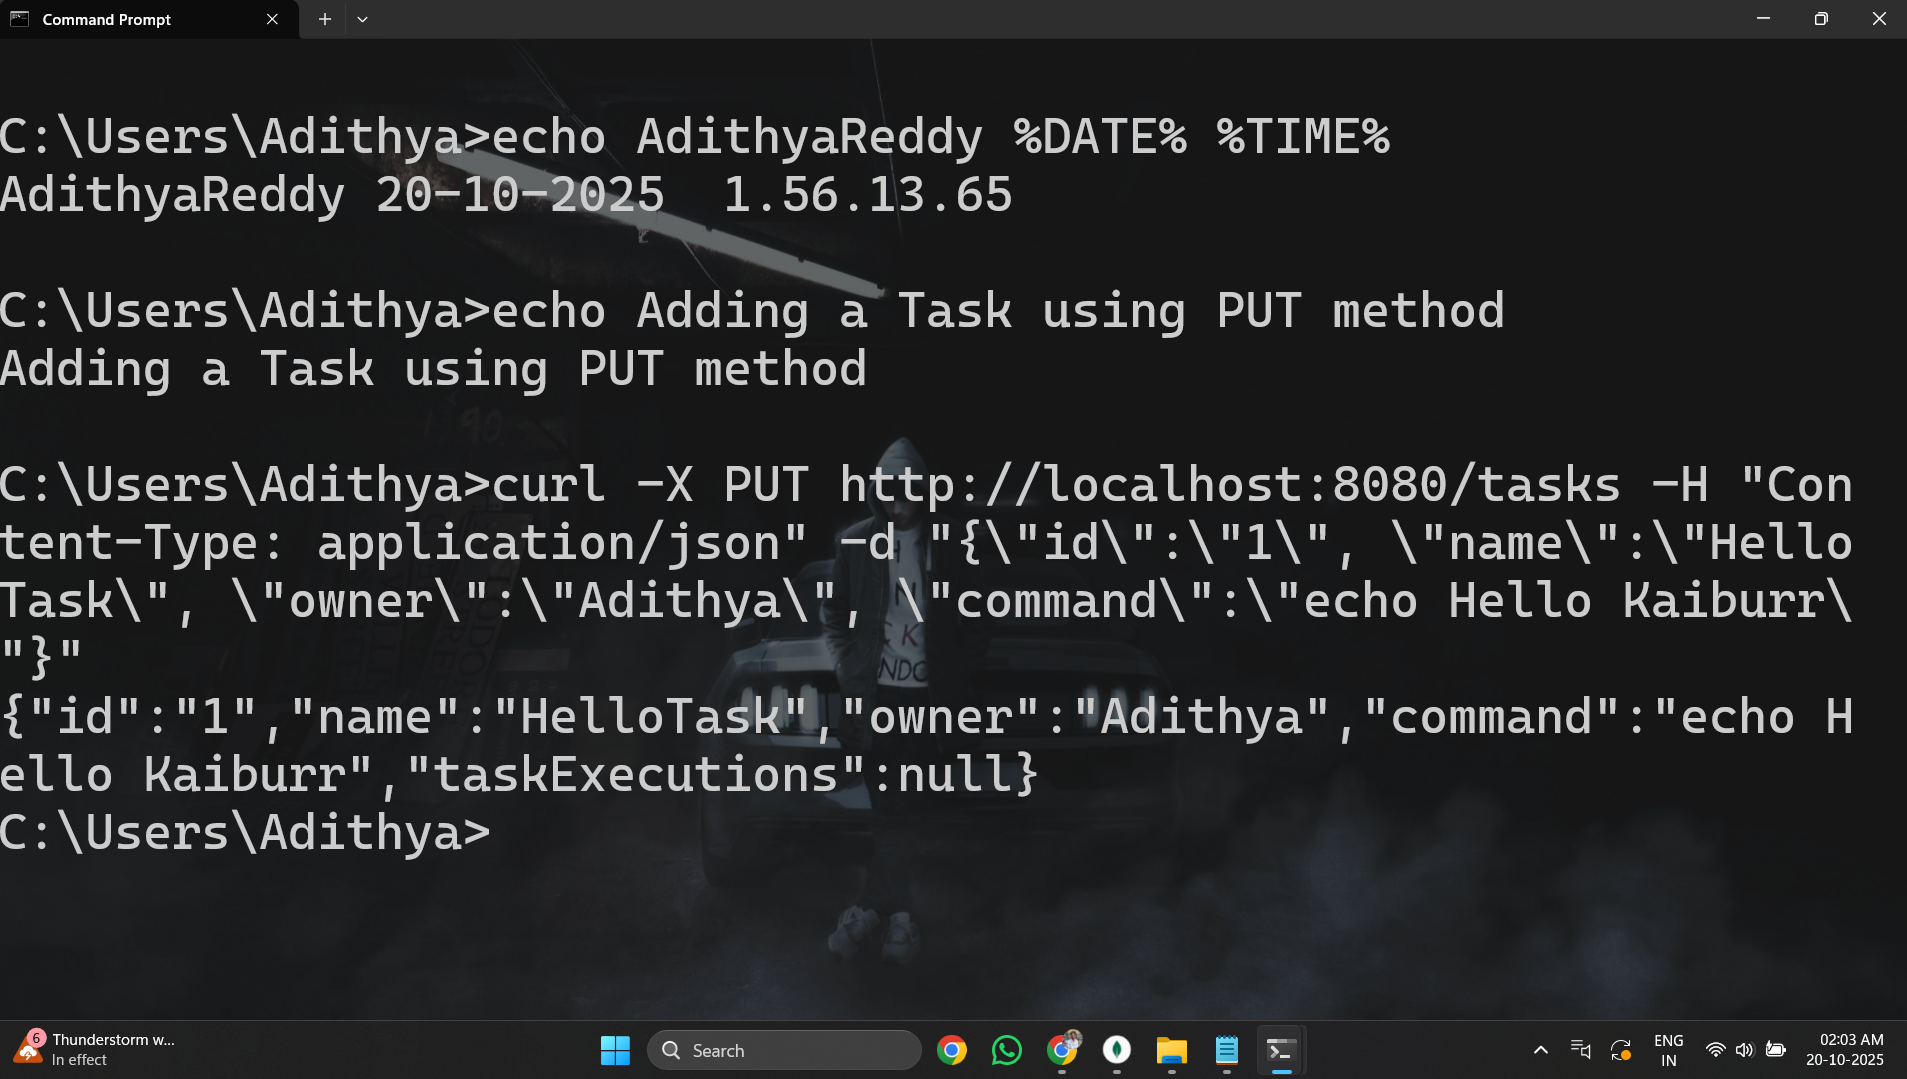 Command Prompt
C:\Users\Adithya>echo AdithyaReddy %DATE% %TIME%
AdithyaReddy 20-10-2025  1.56.13.65
C:\Users\Adithya>echo Adding a Task using PUT method
Adding a Task using PUT method
C:\Users\Adithya>curl -X PUT http://localhost:8080/tasks -H "Con
tent-Type: application/json" -d "{\"id\":\"1\", \"name\":\"Hello
Task\", \"owner\":\"Adithya\", \"command\":\"echo Hello Kaiburr\
"}"
{"id":"1","name":"HelloTask","owner":"Adithya","command":"echo H
ello Kaiburr","taskExecutions":null}
C:\Users\Adithya>
6
Thunderstorm w...
In effect
Search
ENG
IN
02:03 AM
20-10-2025